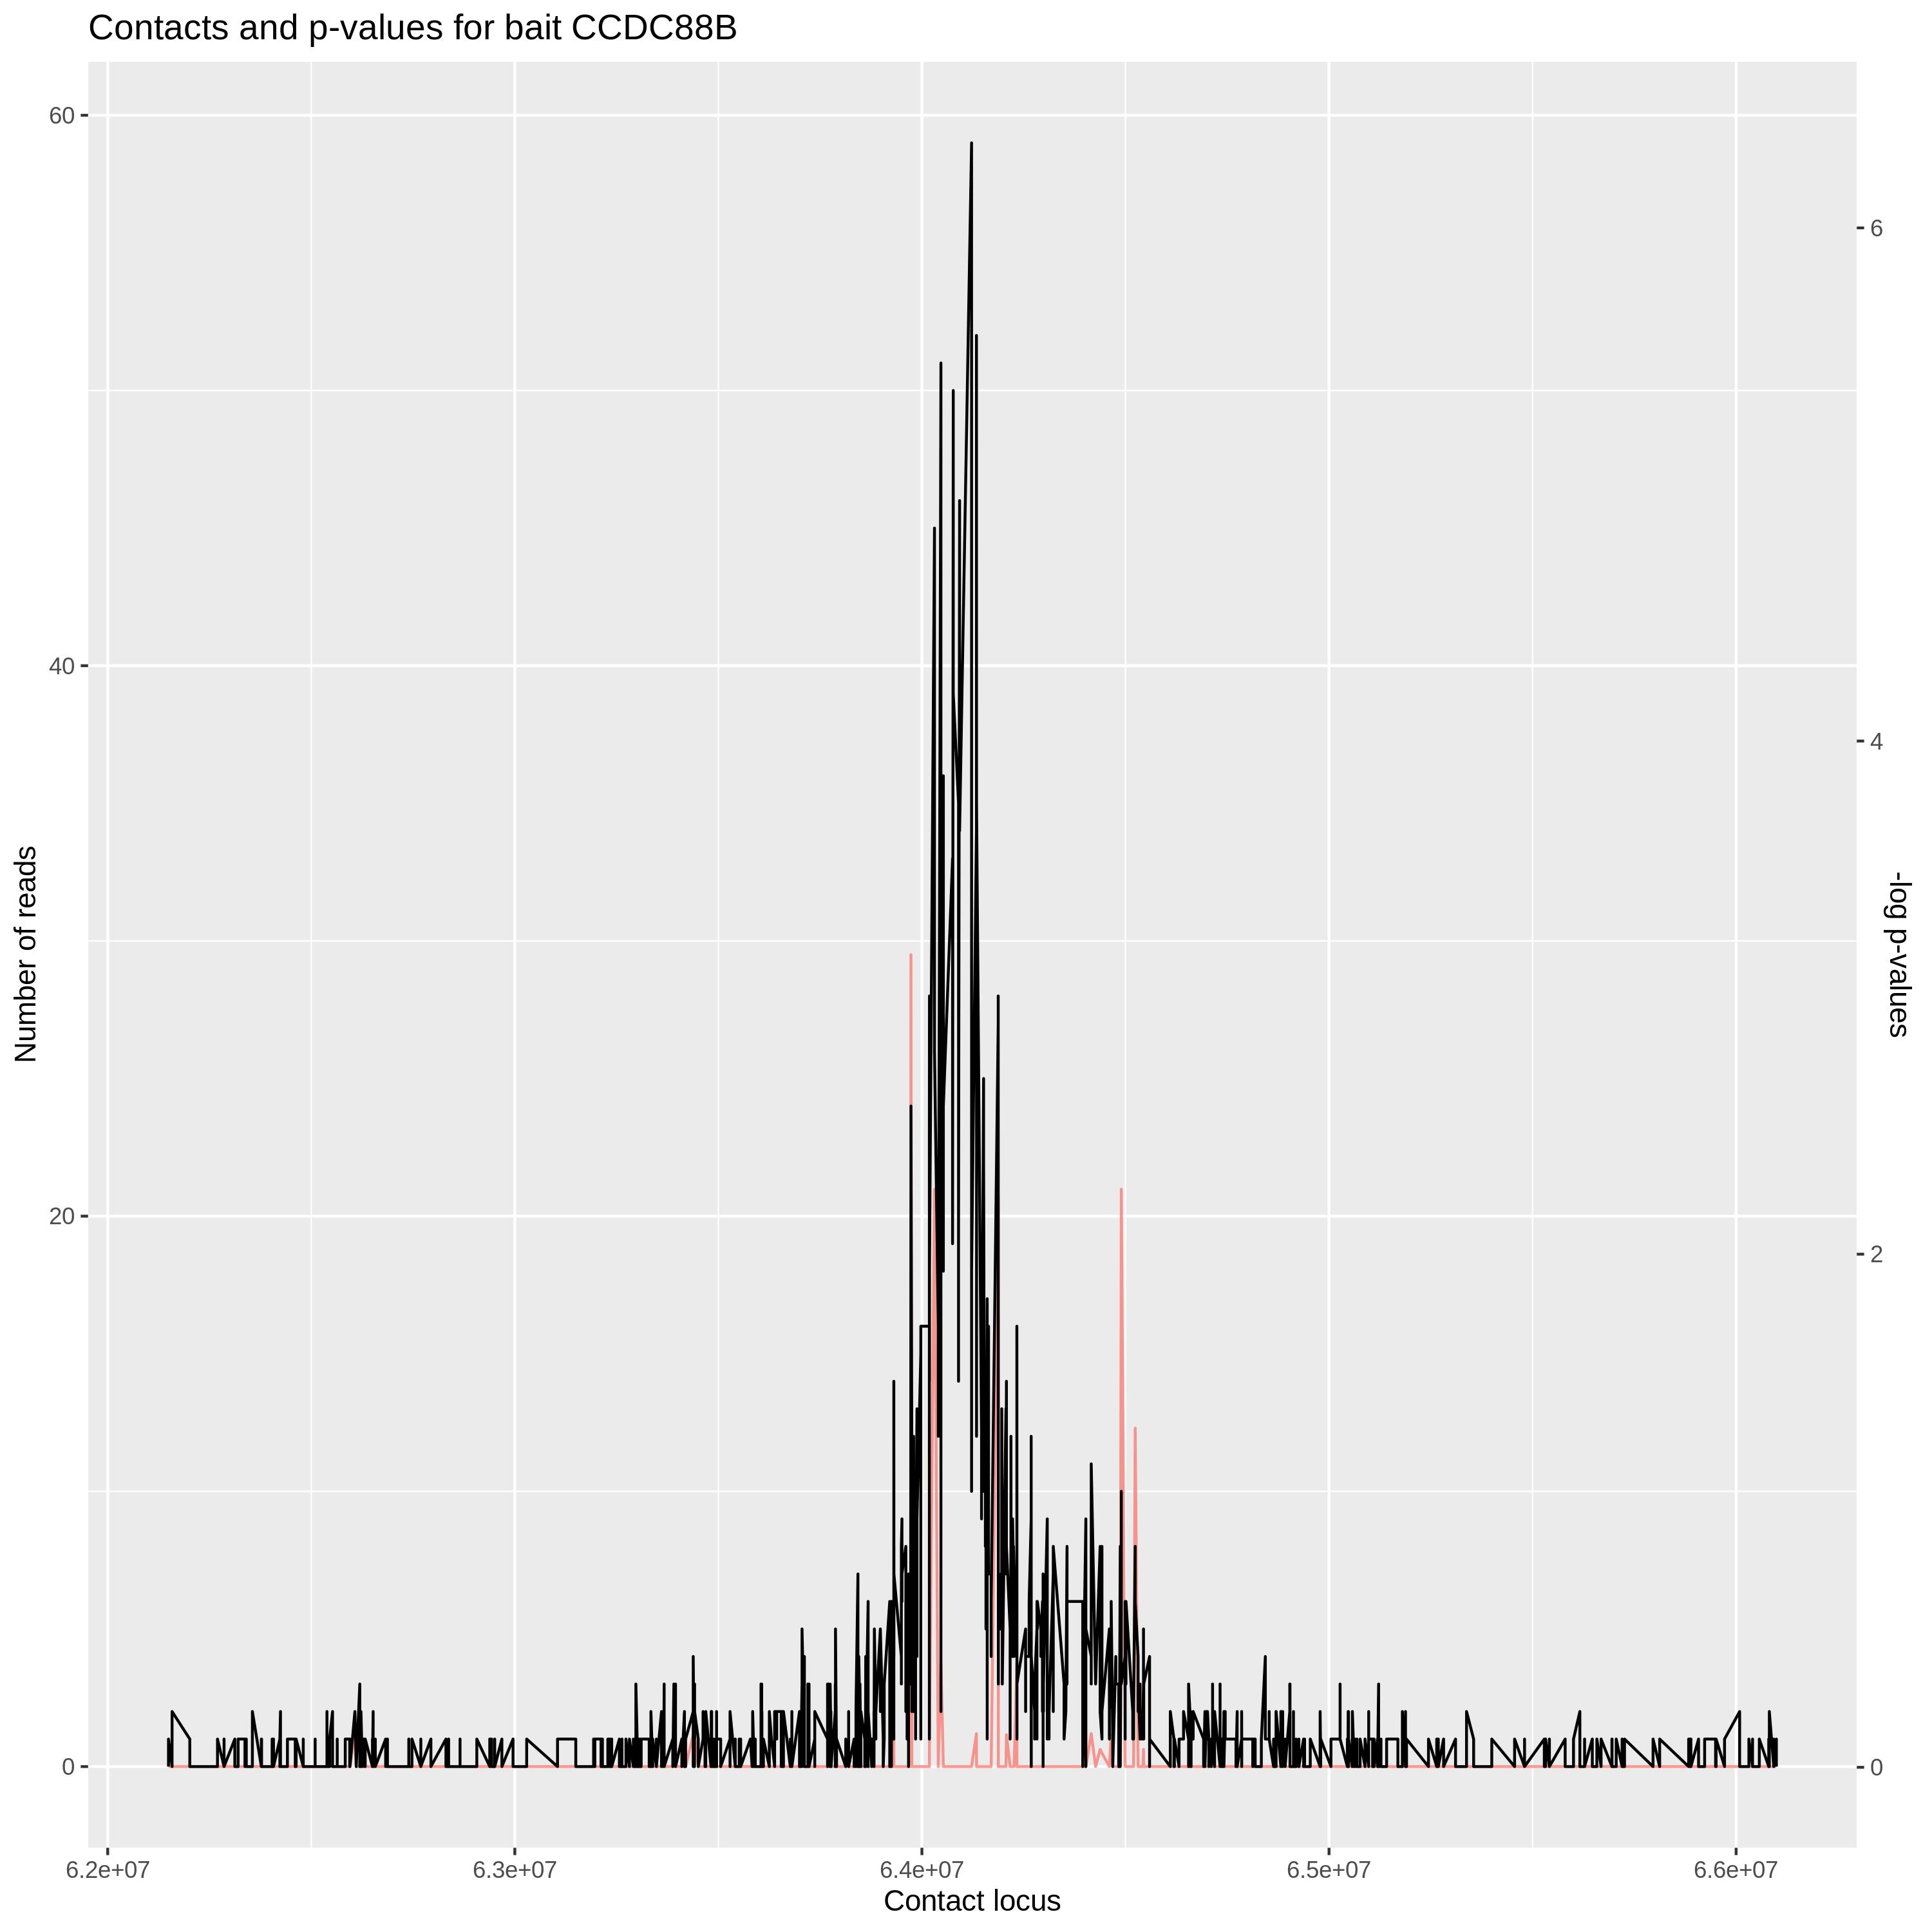 Contacts and p-values for bait CCDC88B
60
40
20
0
Number of reads
6
4
2
0
-log p-values
6.2e+07
6.3e+07
6.4e+07
6.5e+07
6.6e+07
Contact locus